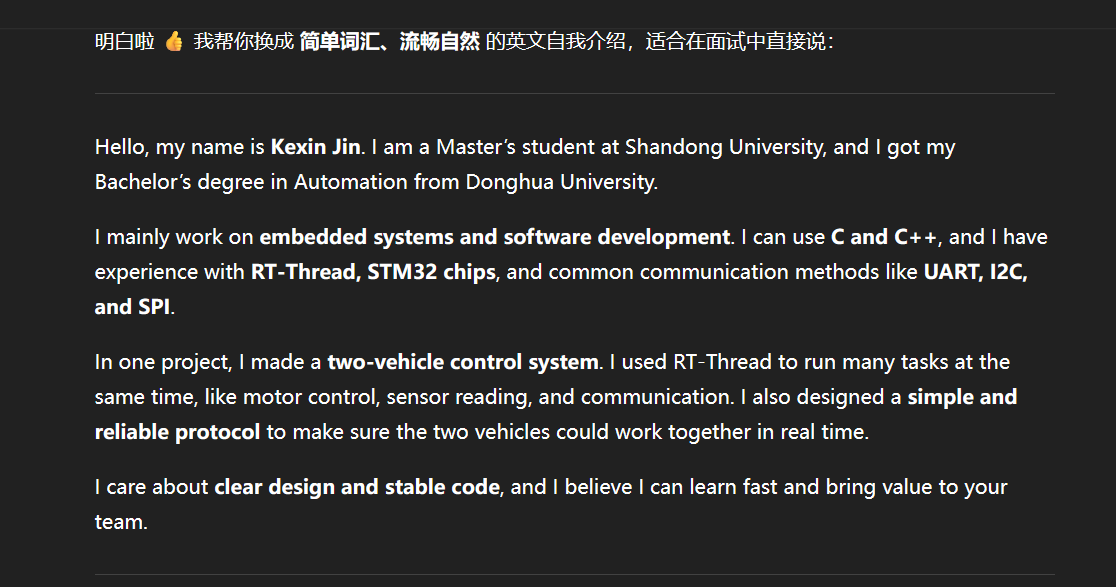 明白啦 👍 我帮你换成 简单词汇、流畅自然 的英文自我介绍，适合在面试中直接说：
Hello, my name is Kexin Jin. I am a Master’s student at Shandong University, and I got my
Bachelor’s degree in Automation from Donghua University.
I mainly work on embedded systems and software development. I can use C and C++, and I have
experience with RT-Thread, STM32 chips, and common communication methods like UART, I2C,
and SPI.
In one project, I made a two-vehicle control system. I used RT-Thread to run many tasks at the
same time, like motor control, sensor reading, and communication. I also designed a simple and
reliable protocol to make sure the two vehicles could work together in real time.
I care about clear design and stable code, and I believe I can learn fast and bring value to your
team.